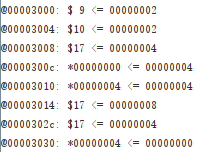 @00003000: $ 9 <= 00000002
@00003004: $10 <= 00000002
@00003008: $17 <= 00000004
@0000300c: *00000000 <= 00000004
@00003010: *00000004 <= 00000004
@00003014: $17 <= 00000008
@0000302c: $17 <= 00000004
@00003030: *00000004 <= 00000000